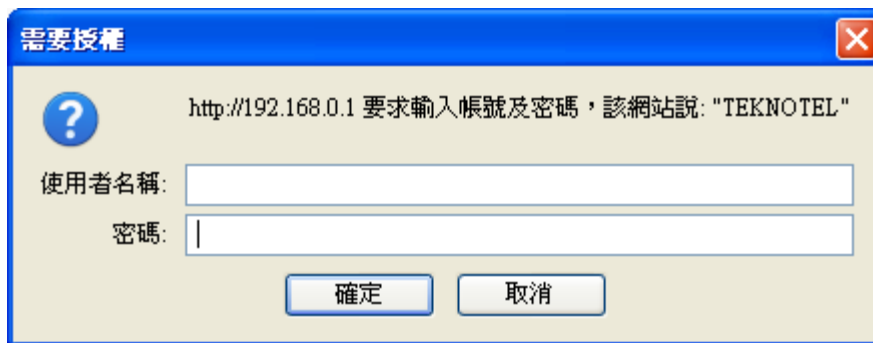 需要授權
http://192.168.0.1 要求輸入帳號及密碼，該網站說: "TEKNOTEL"
使用者名稱:
密碼:
確定 取消